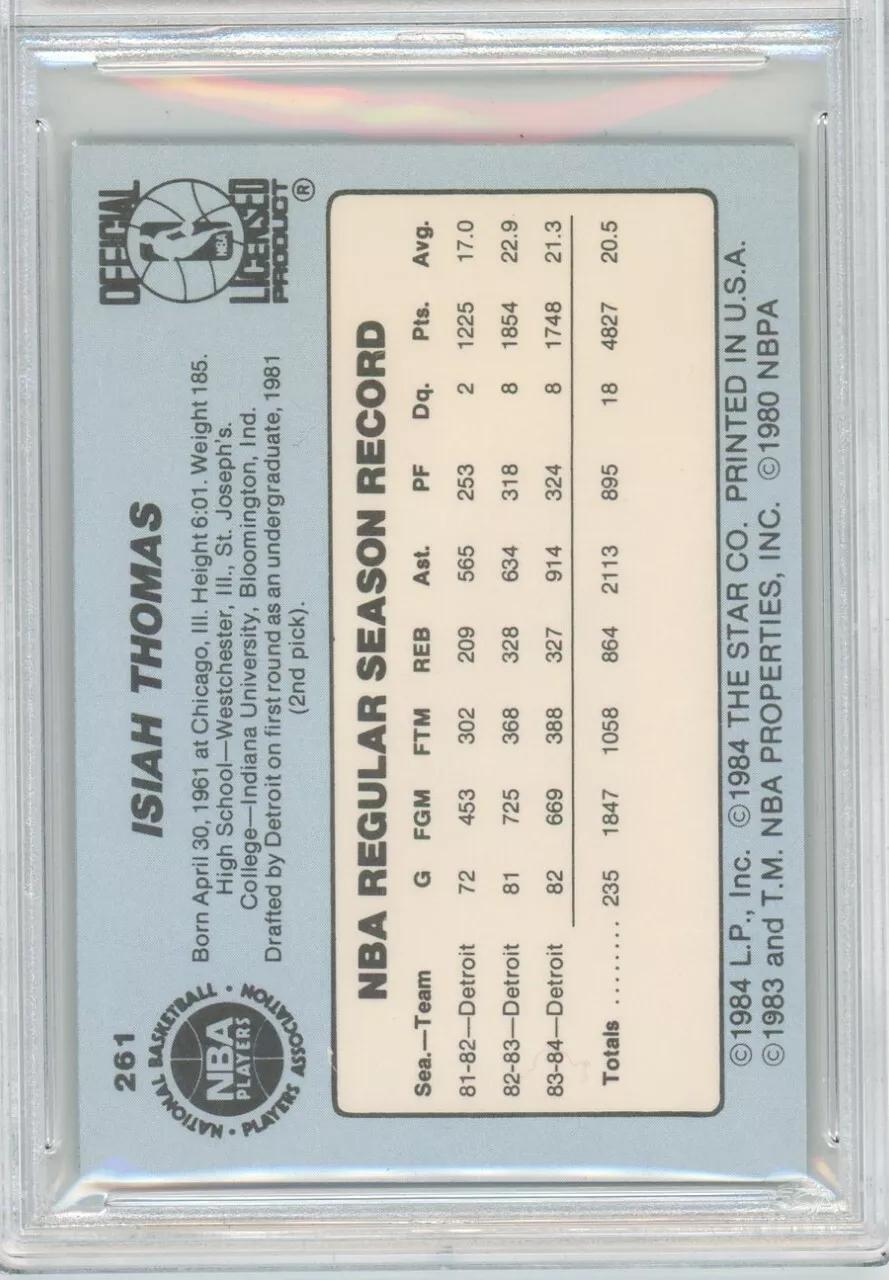 261
NATIONAL BASKETBALL • PLAYERS ASSOCIATION •
NBA
PLAYERS
ISIAH THOMAS
Born April 30, 1961 at Chicago, Ill. Height 6:01. Weight 185.
High School—Westchester, Ill., St. Joseph's.
College—Indiana University, Bloomington, Ind.
Drafted by Detroit on first round as an undergraduate, 1981
(2nd pick).
OFFICIAL
NBA
LICENSED
PRODUCT ®
NBA REGULAR SEASON RECORD
Sea.—Team G FGM FTM REB Ast. PF Dq. Pts. Avg.
81-82—Detroit 72 453 302 209 565 253 2 1225 17.0
82-83—Detroit 81 725 368 328 634 318 8 1854 22.9
83-84—Detroit 82 669 388 327 914 324 8 1748 21.3
Totals ......... 235 1847 1058 864 2113 895 18 4827 20.5
©1984 L.P., Inc. ©1984 THE STAR CO. PRINTED IN U.S.A.
©1983 and T.M. NBA PROPERTIES, INC. ©1980 NBPA